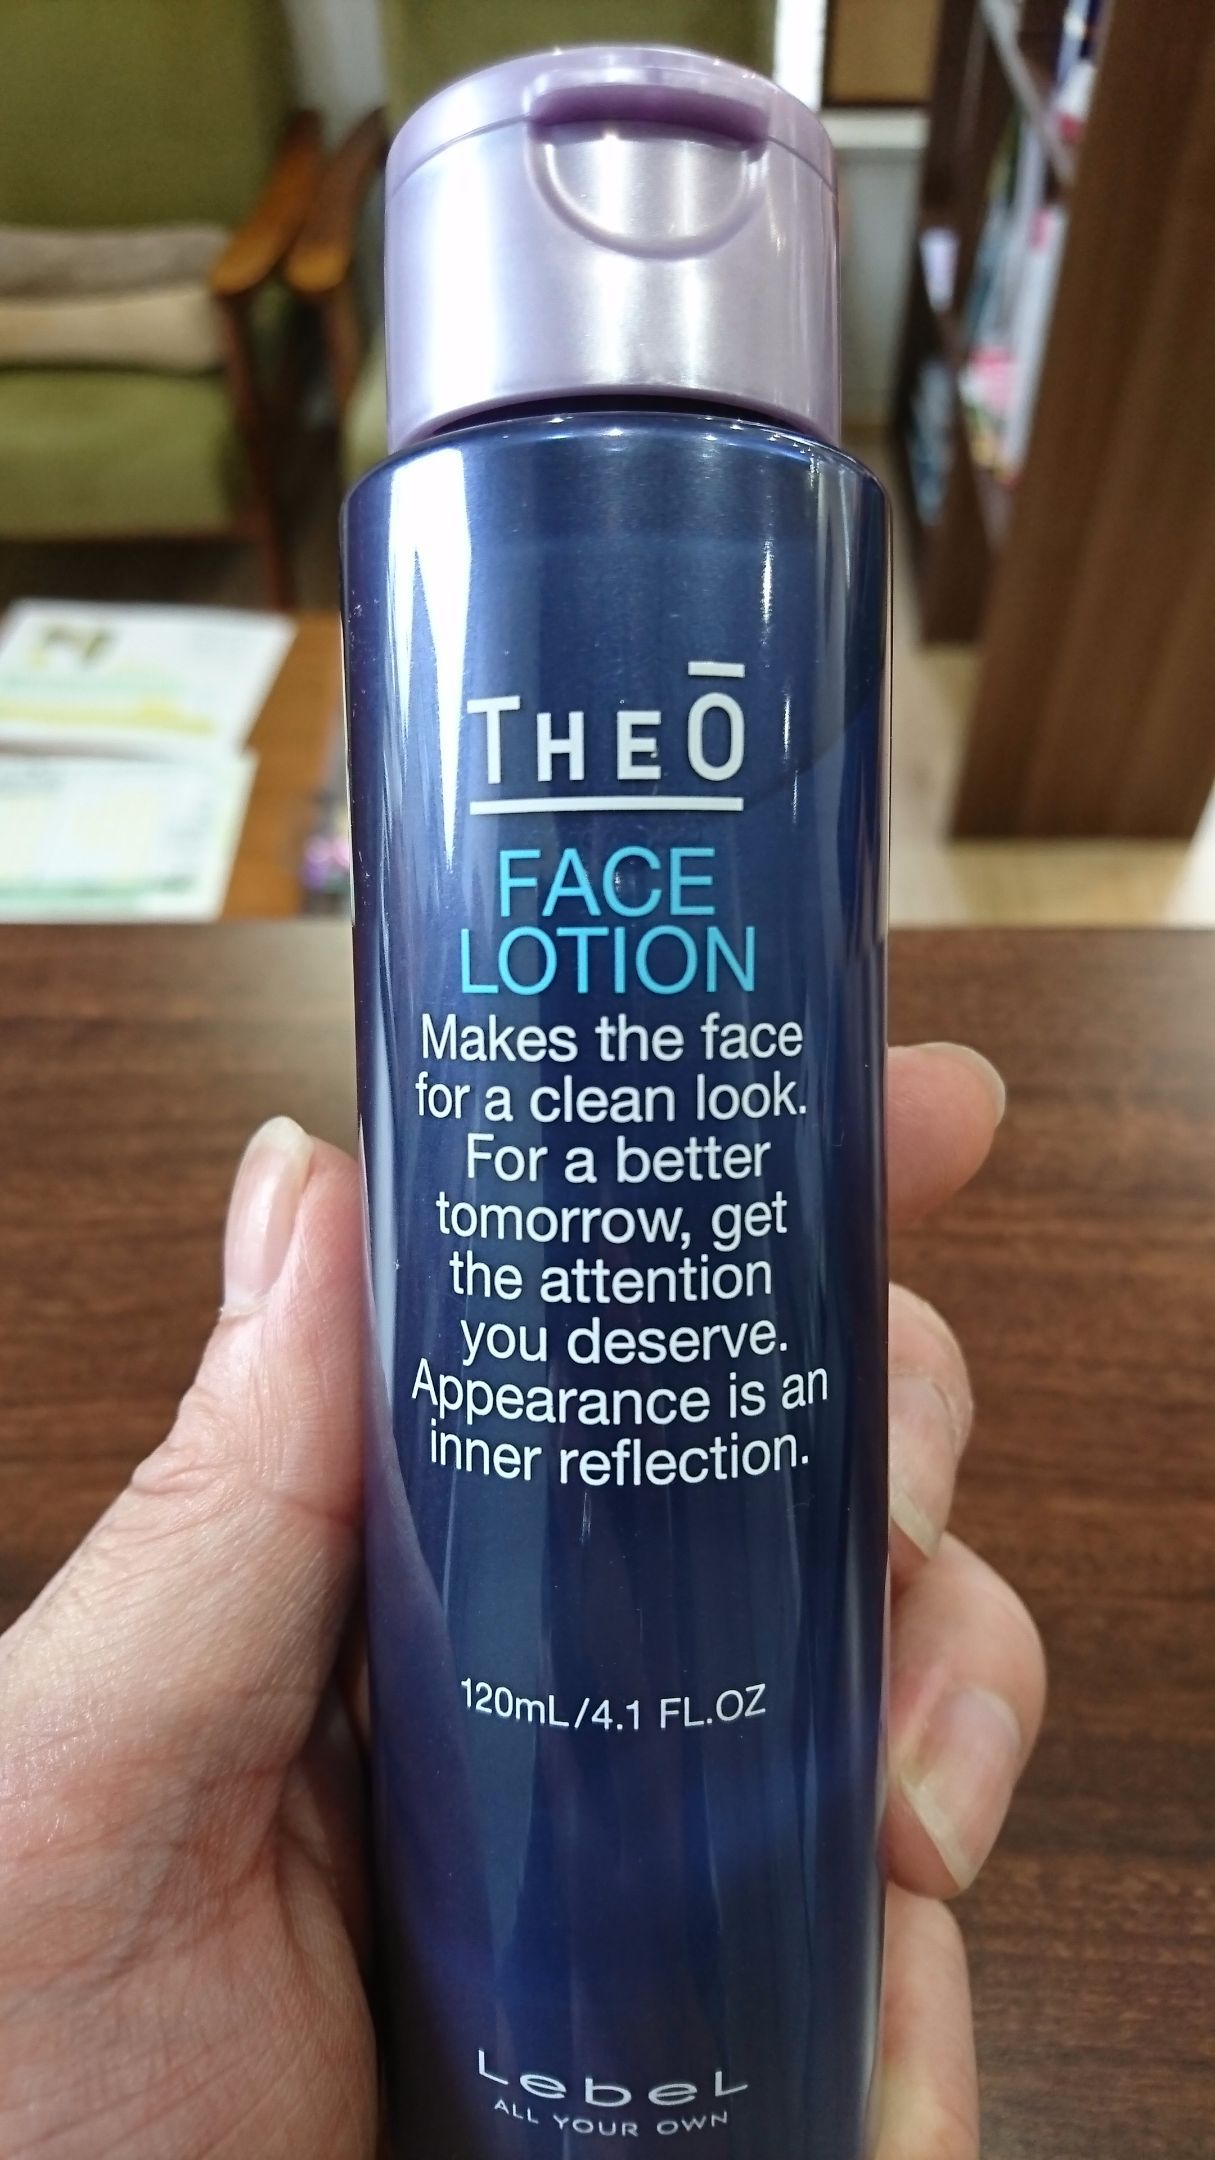 THEŌ
FACE
LOTION
Makes the face
for a clean look.
For a better
tomorrow, get
the attention
you deserve.
Appearance is an
inner reflection.
120mL/4.1 FL.OZ
LebeL
ALL YOUR OWN